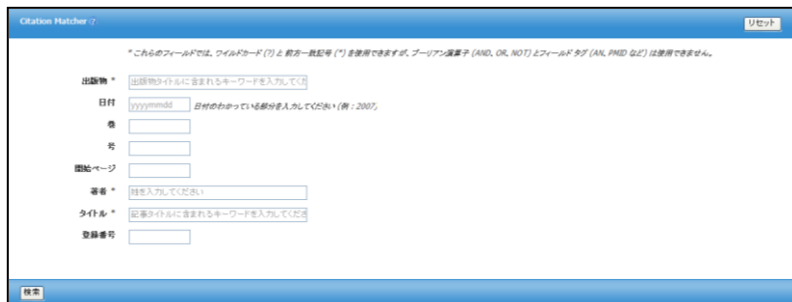 Citation Matcher
リセット
* これらのフィールドでは、ワイルドカード (?) と 前方一致記号 (*) を使用できますが、ブーリアン演算子 (AND, OR, NOT) とフィールド タグ (AN, PMID など) は使用できません。
出版物 * 出版物タイトルに含まれるキーワードを入力してくだ
日付 yyyymmdd 日付のわかっている部分を入力してください (例 : 2007)
巻
号
開始ページ
著者 * 姓を入力してください
タイトル * 記事タイトルに含まれるキーワードを入力してくださ
登録番号
検索